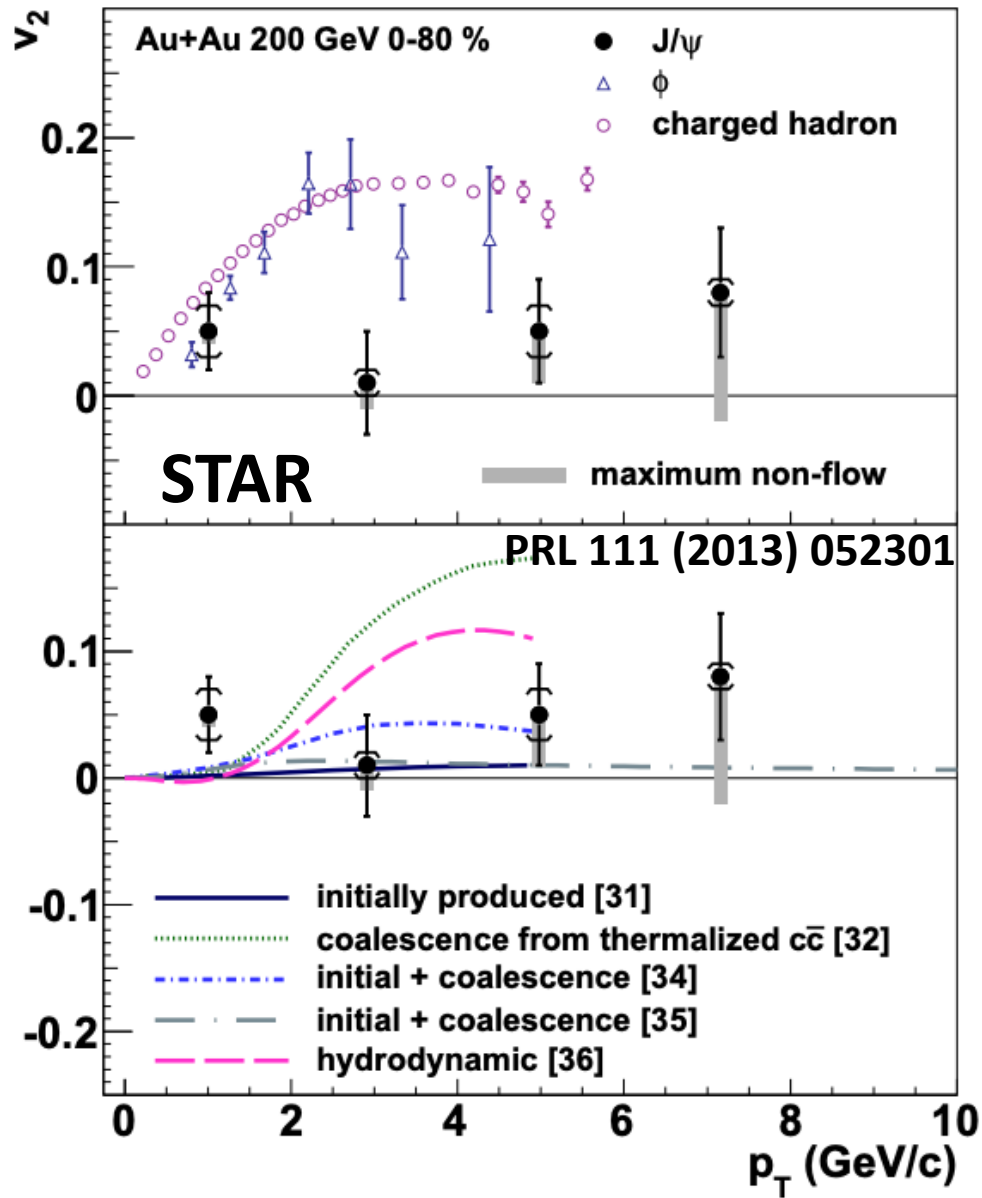 v2
Au+Au 200 GeV 0-80 %
J/ψ
ϕ
charged hadron
0.2
0.1
0
STAR
maximum non-flow
PRL 111 (2013) 052301
0.1
0
-0.1
-0.2
initially produced [31]
coalescence from thermalized cc̅ [32]
initial + coalescence [34]
initial + coalescence [35]
hydrodynamic [36]
0 2 4 6 8 10
pT (GeV/c)